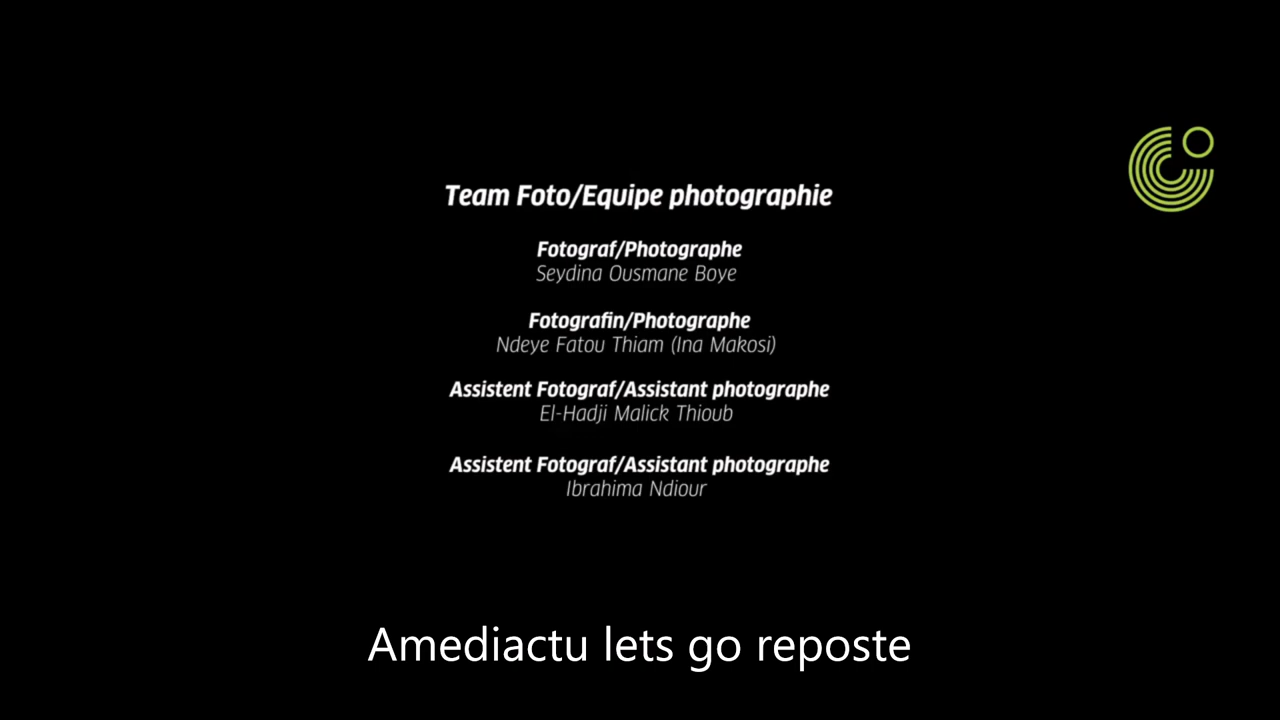 Team Foto/Equipe photographie
Fotograf/Photographe
Seydina Ousmane Boye
Fotografin/Photographe
Ndeye Fatou Thiam (Ina Makosi)
Assistent Fotograf/Assistant photographe
El-Hadji Malick Thioub
Assistent Fotograf/Assistant photographe
Ibrahima Ndiour
Amediactu lets go reposte